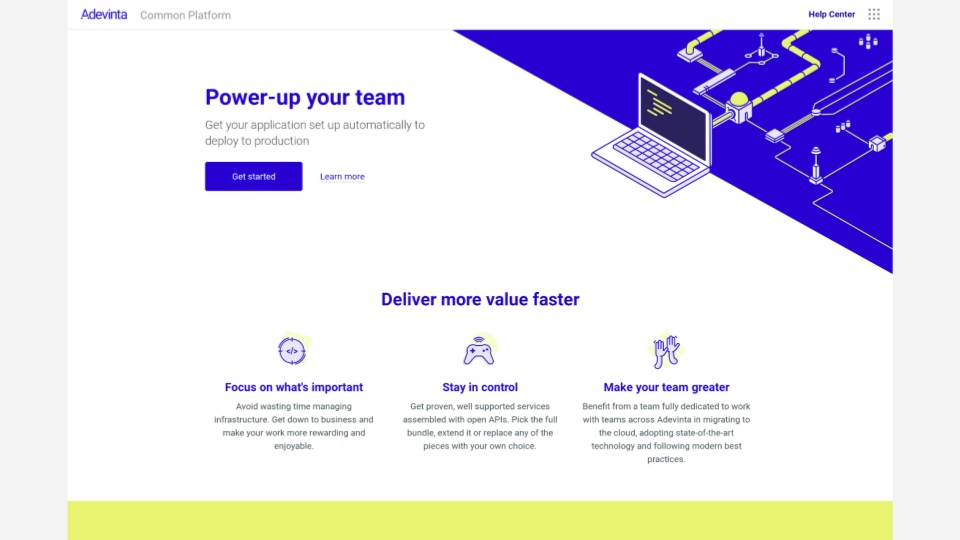 Adevinta Common Platform Help Center
Power-up your team
Get your application set up automatically to
deploy to production
Get started Learn more
Deliver more value faster
</>
Focus on what's important
Avoid wasting time managing
infrastructure. Get down to business and
make your work more rewarding and
enjoyable.
Stay in control
Get proven, well supported services
assembled with open APIs. Pick the full
bundle, extend it or replace any of the
pieces with your own choice.
Make your team greater
Benefit from a team fully dedicated to work
with teams across Adevinta in migrating to
the cloud, adopting state-of-the-art
technology and following modern best
practices.